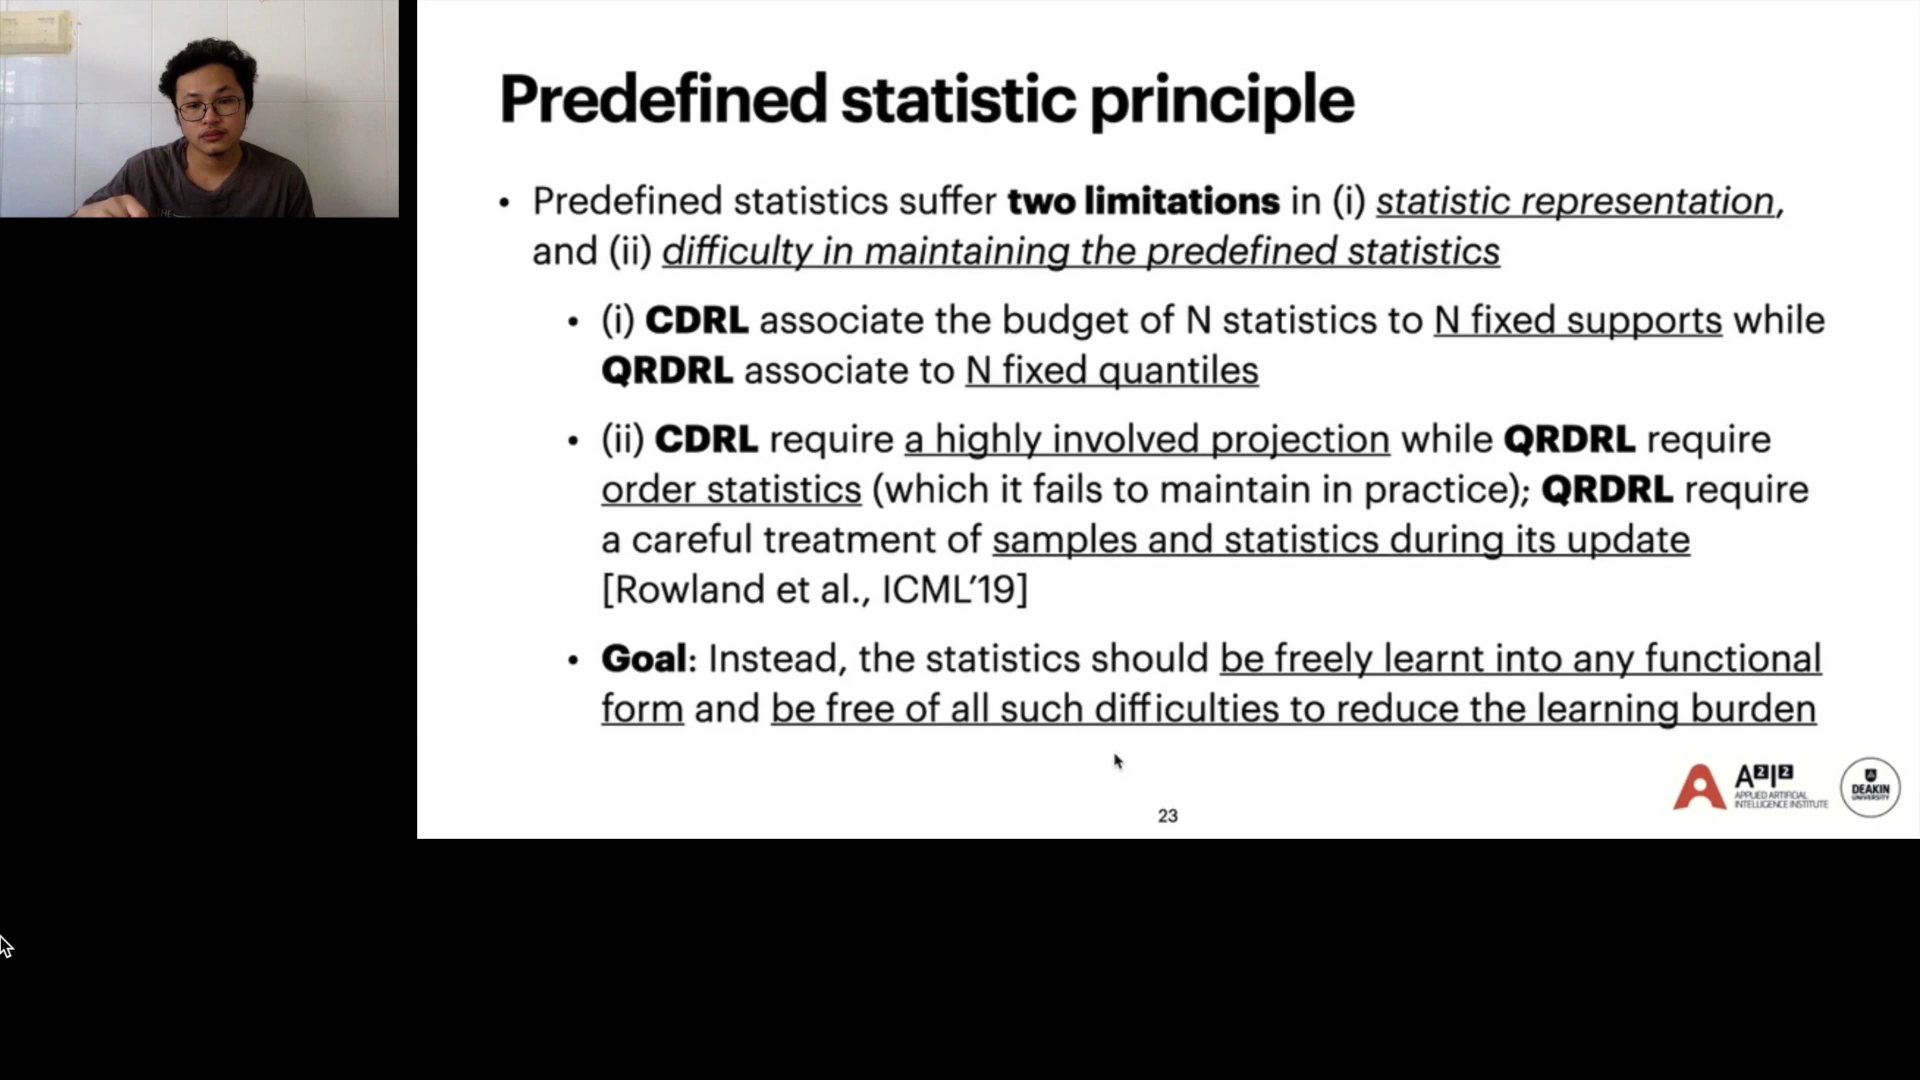 Predefined statistic principle
• Predefined statistics suffer two limitations in (i) statistic representation,
and (ii) difficulty in maintaining the predefined statistics
• (i) CDRL associate the budget of N statistics to N fixed supports while
QRDRL associate to N fixed quantiles
• (ii) CDRL require a highly involved projection while QRDRL require
order statistics (which it fails to maintain in practice); QRDRL require
a careful treatment of samples and statistics during its update
[Rowland et al., ICML’19]
• Goal: Instead, the statistics should be freely learnt into any functional
form and be free of all such difficulties to reduce the learning burden
A2I2
APPLIED ARTIFICIAL
INTELLIGENCE INSTITUTE
DEAKIN
UNIVERSITY
23